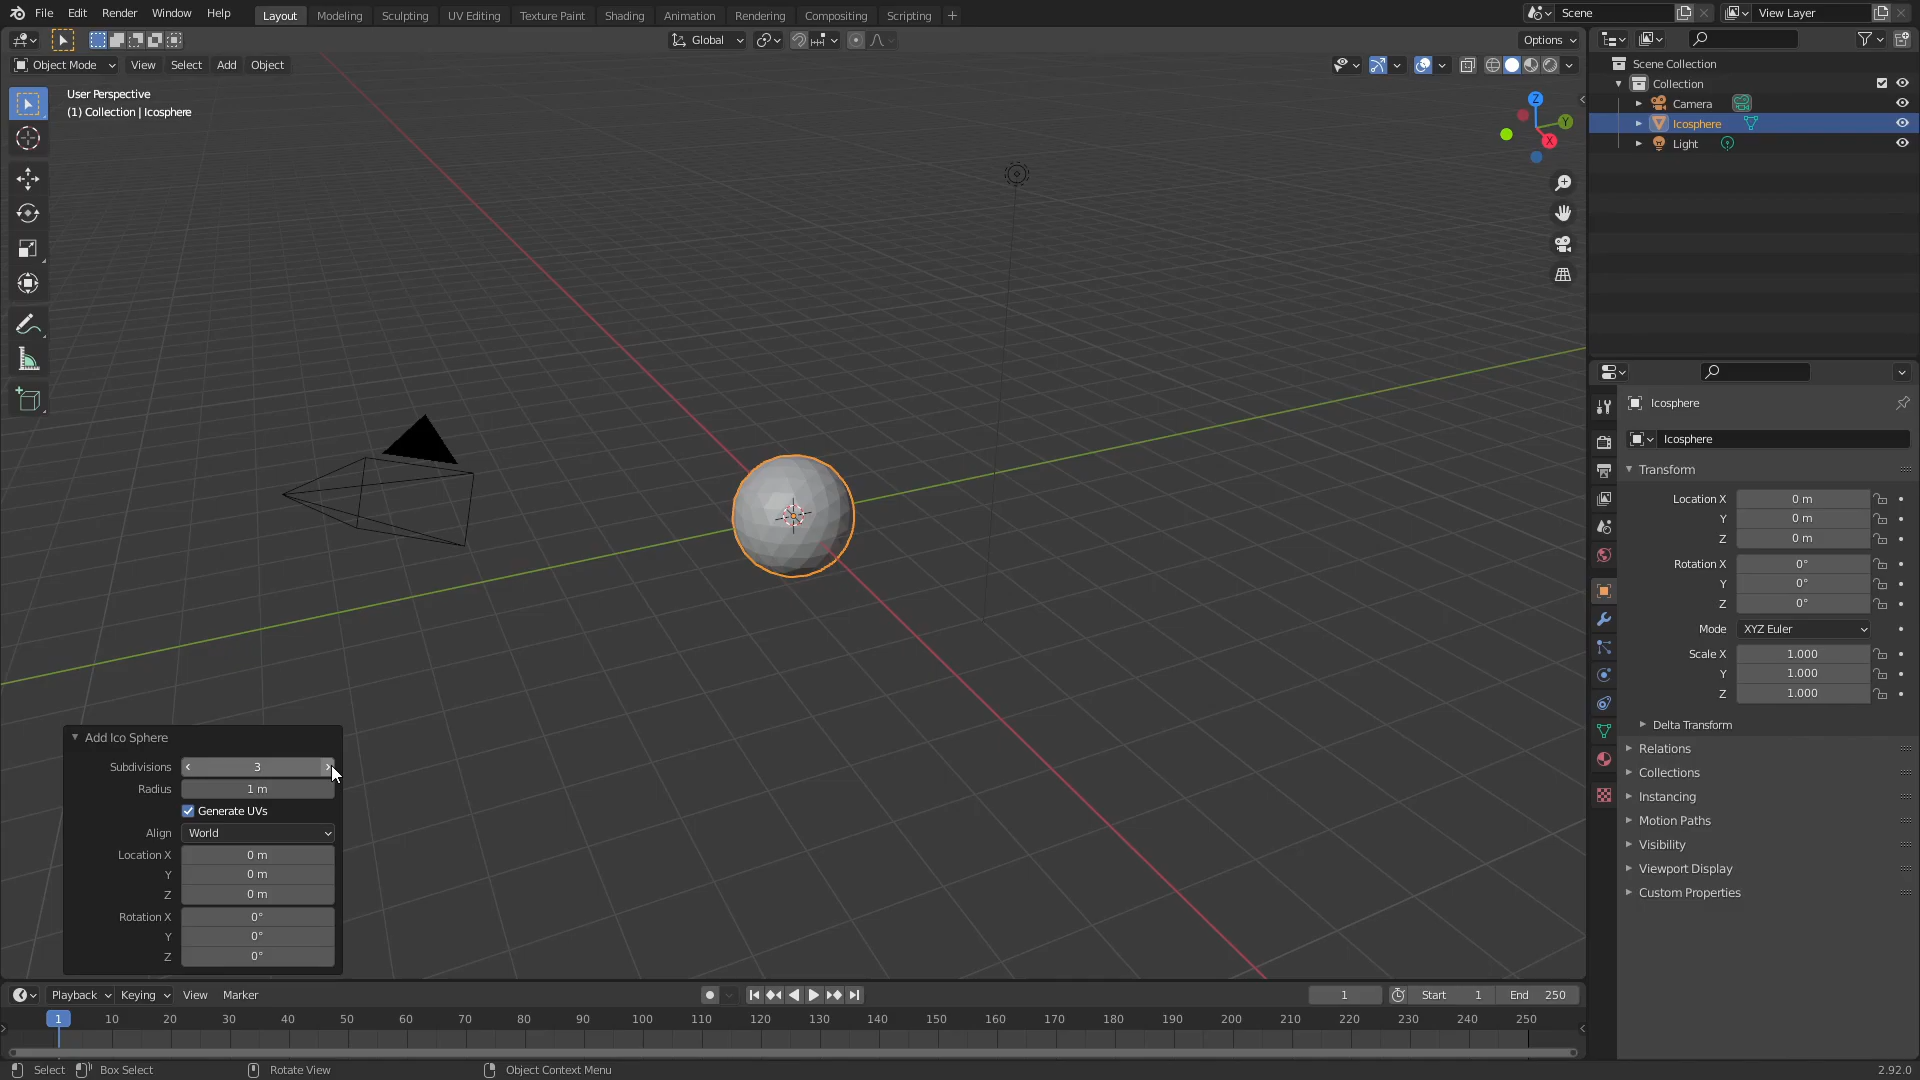 File Edit Render Window Help Layout Modeling Sculpting UV Editing Texture Paint Shading Animation Rendering Compositing Scripting + Scene View Layer
Global Options
Object Mode View Select Add Object
User Perspective
(1) Collection | Icosphere
Z
Y
X
Scene Collection
Collection
Camera
Icosphere
Light
Icosphere
Icosphere
Transform
Location X 0 m
Y 0 m
Z 0 m
Rotation X 0°
Y 0°
Z 0°
Mode XYZ Euler
Scale X 1.000
Y 1.000
Z 1.000
Delta Transform
Relations
Collections
Instancing
Motion Paths
Visibility
Viewport Display
Custom Properties
Add Ico Sphere
Subdivisions 3
Radius 1 m
Generate UVs
Align World
Location X 0 m
Y 0 m
Z 0 m
Rotation X 0°
Y 0°
Z 0°
Playback Keying View Marker 1 Start 1 End 250
1 10 20 30 40 50 60 70 80 90 100 110 120 130 140 150 160 170 180 190 200 210 220 230 240 250
Select Box Select Rotate View Object Context Menu 2.92.0